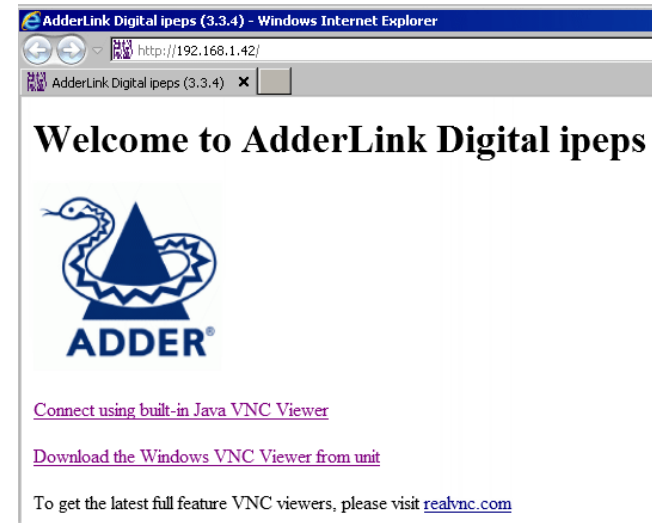 AdderLink Digital ipeps (3.3.4) - Windows Internet Explorer
http://192.168.1.42/
AdderLink Digital ipeps (3.3.4)
Welcome to AdderLink Digital ipeps
ADDER®
Connect using built-in Java VNC Viewer
Download the Windows VNC Viewer from unit
To get the latest full feature VNC viewers, please visit realvnc.com